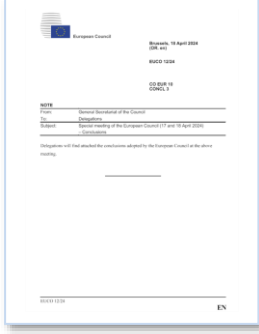 European Council
Brussels, 18 April 2024
(OR. en)
EUCO 12/24
CO EUR 10
CONCL 3
NOTE
From: General Secretariat of the Council
To: Delegations
Subject: Special meeting of the European Council (17 and 18 April 2024)
– Conclusions
Delegations will find attached the conclusions adopted by the European Council at the above
meeting.
EUCO 12/24
EN